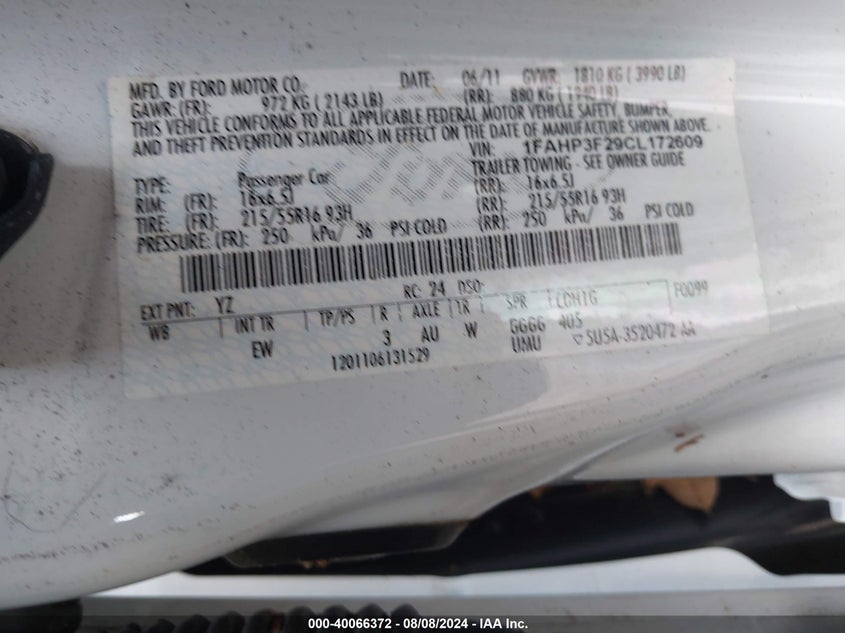 MFD. BY FORD MOTOR CO. DATE: 06/11 GVWR: 1810 KG ( 3990 LB)
GAWR: (FR): 972 KG ( 2143 LB) (RR): 880 KG ( 1940 LB)
THIS VEHICLE CONFORMS TO ALL APPLICABLE FEDERAL MOTOR VEHICLE SAFETY, BUMPER,
AND THEFT PREVENTION STANDARDS IN EFFECT ON THE DATE OF MANUFACTURE SHOWN ABOVE.
VIN: 1FAHP3F29CL172609
TYPE: Passenger Car TRAILER TOWING - SEE OWNER GUIDE
RIM: (FR): 16x6.5J (RR): 16x6.5J
TIRE: (FR): 215/55R16 93H (RR): 215/55R16 93H
PRESSURE: (FR): 250 kPa/ 36 PSI COLD (RR): 250 kPa/ 36 PSI COLD
RC: 24 DSO:
EXT PNT: YZ F0099
WB INT TR TP/PS R AXLE TR SPR
EW 3 AU W GGGG 405
UMU ▽ 5U5A-3520472-AA
1201106131529
000-40066372 - 08/08/2024 - IAA Inc.